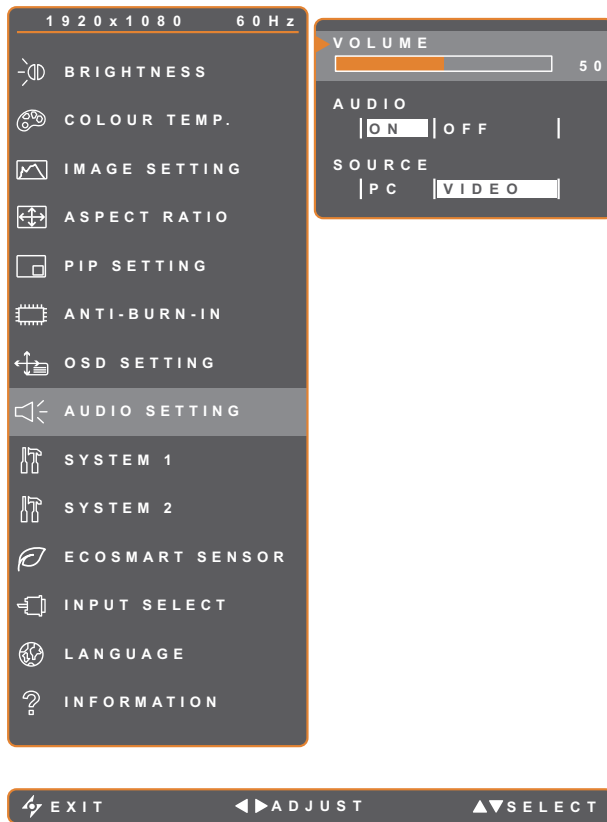 1920x1080 60Hz
BRIGHTNESS
COLOUR TEMP.
IMAGE SETTING
ASPECT RATIO
PIP SETTING
ANTI-BURN-IN
OSD SETTING
AUDIO SETTING
SYSTEM 1
SYSTEM 2
ECOSMART SENSOR
INPUT SELECT
LANGUAGE
INFORMATION
VOLUME
50
AUDIO
ON OFF
SOURCE
PC VIDEO
EXIT ADJUST SELECT